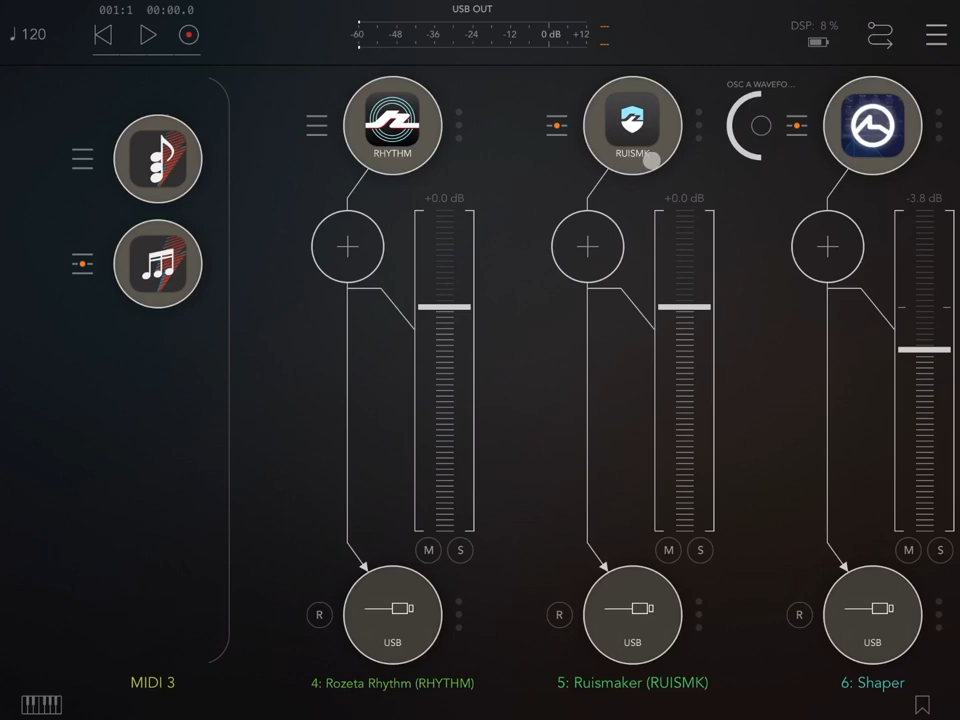 001:1 00:00.0
♩ 120
USB OUT
-60 -48 -36 -24 -12 0 dB +12
DSP: 8 %
OSC A WAVEFO...
RHYTHM
RUISMK
+0.0 dB
+0.0 dB
-3.8 dB
M S
M S
M S
R
USB
R
USB
R
USB
MIDI 3
4: Rozeta Rhythm (RHYTHM)
5: Ruismaker (RUISMK)
6: Shaper